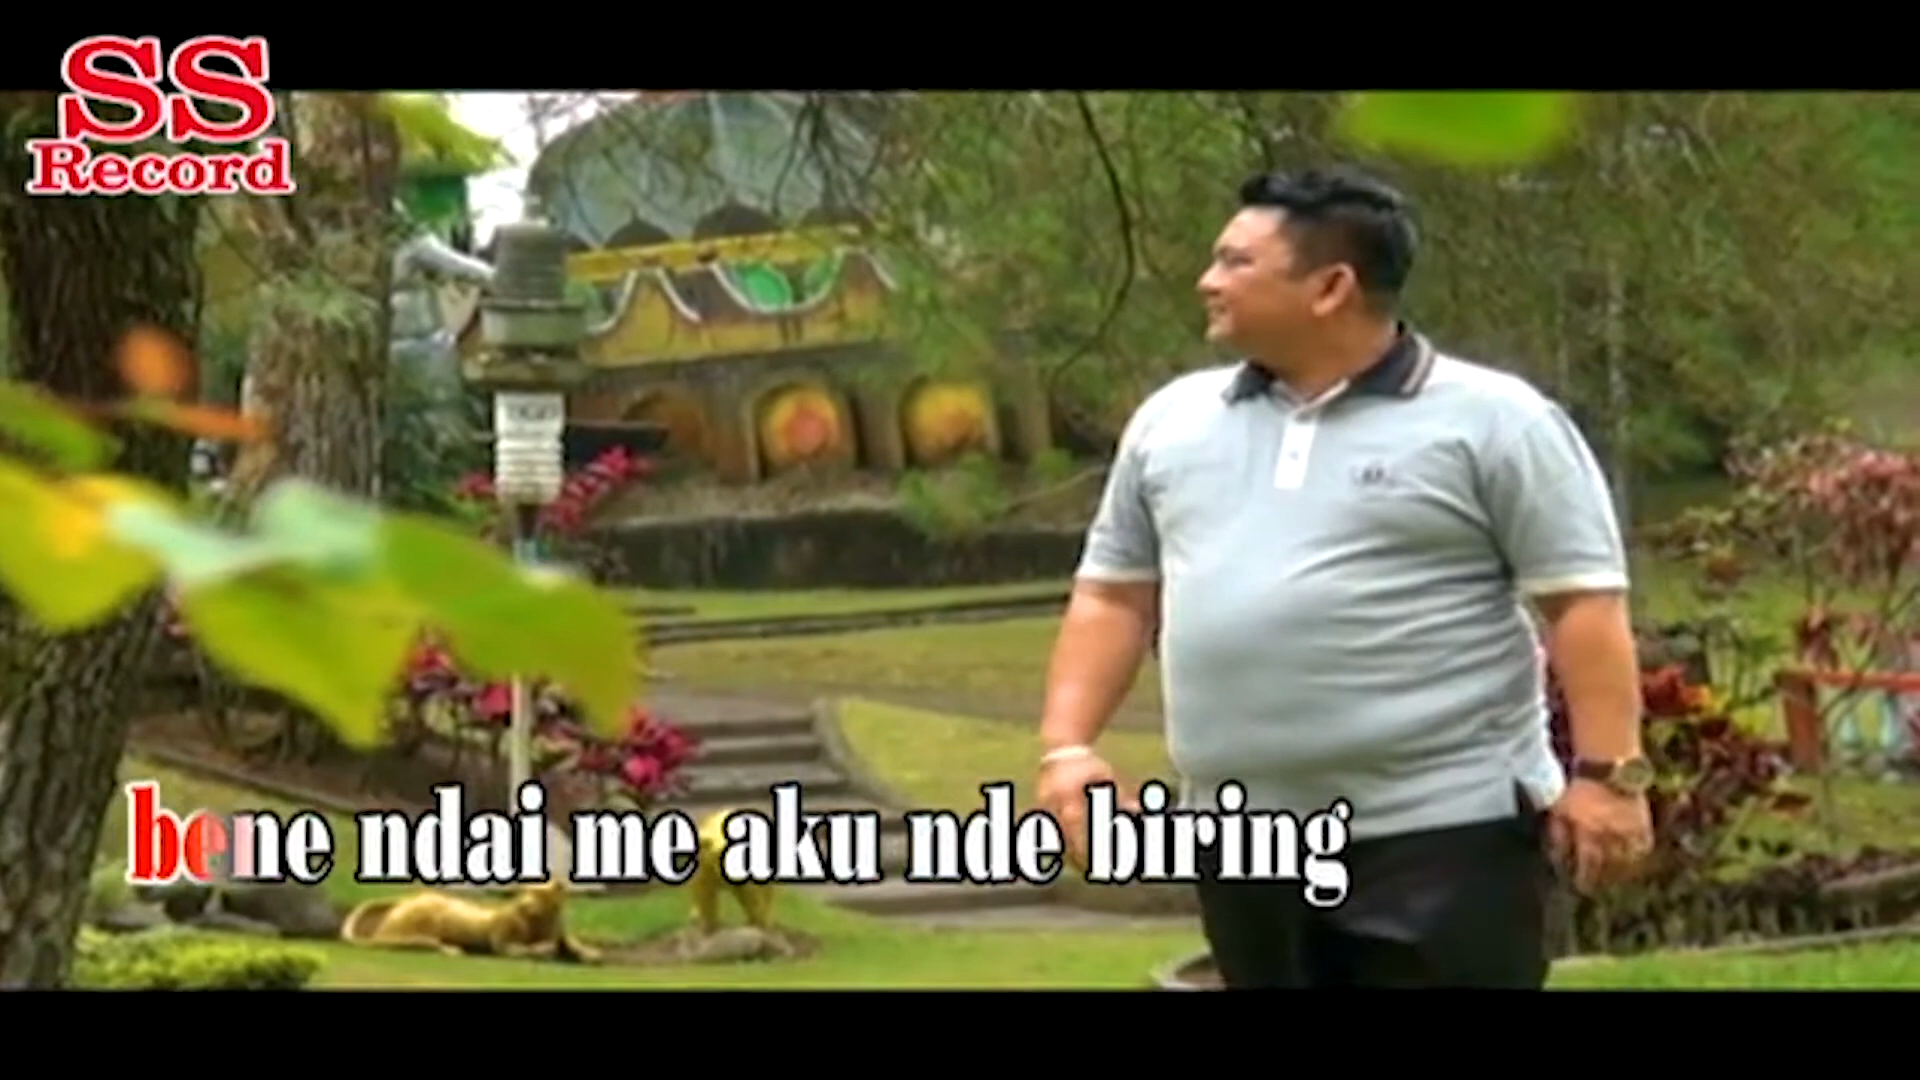 SS
Record
bene ndai me aku nde biring